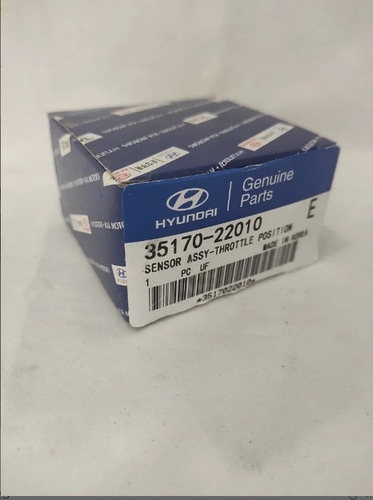 HYUNDAI
Genuine
Parts
E
35170-22010
SENSOR ASSY-THROTTLE POSITION
MADE IN KOREA
1 PC UF
*3517022010*